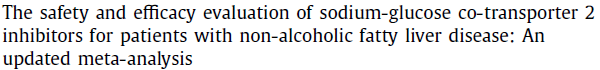 The safety and efficacy evaluation of sodium-glucose co-transporter 2
inhibitors for patients with non-alcoholic fatty liver disease: An
updated meta-analysis